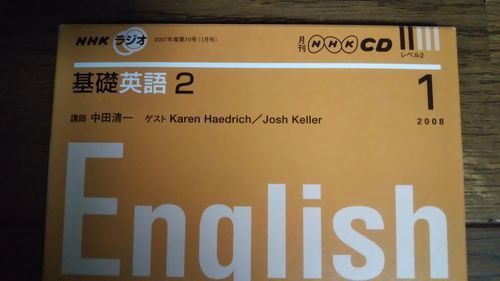 NHK ラジオ 2007年度第10号(1月号) 月刊 NHK CD レベル2
基礎英語2 1
2008
講師 中田清一 ゲスト Karen Haedrich/Josh Keller
English